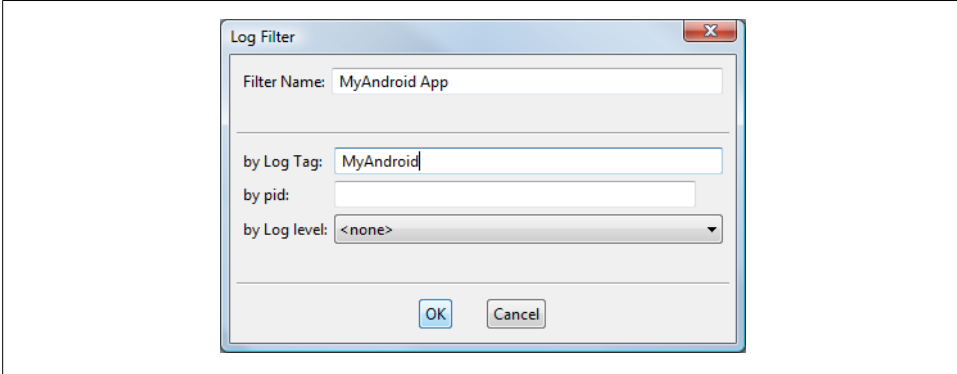 Log Filter
Filter Name: MyAndroid App
by Log Tag: MyAndroid
by pid:
by Log level: <none>
OK Cancel